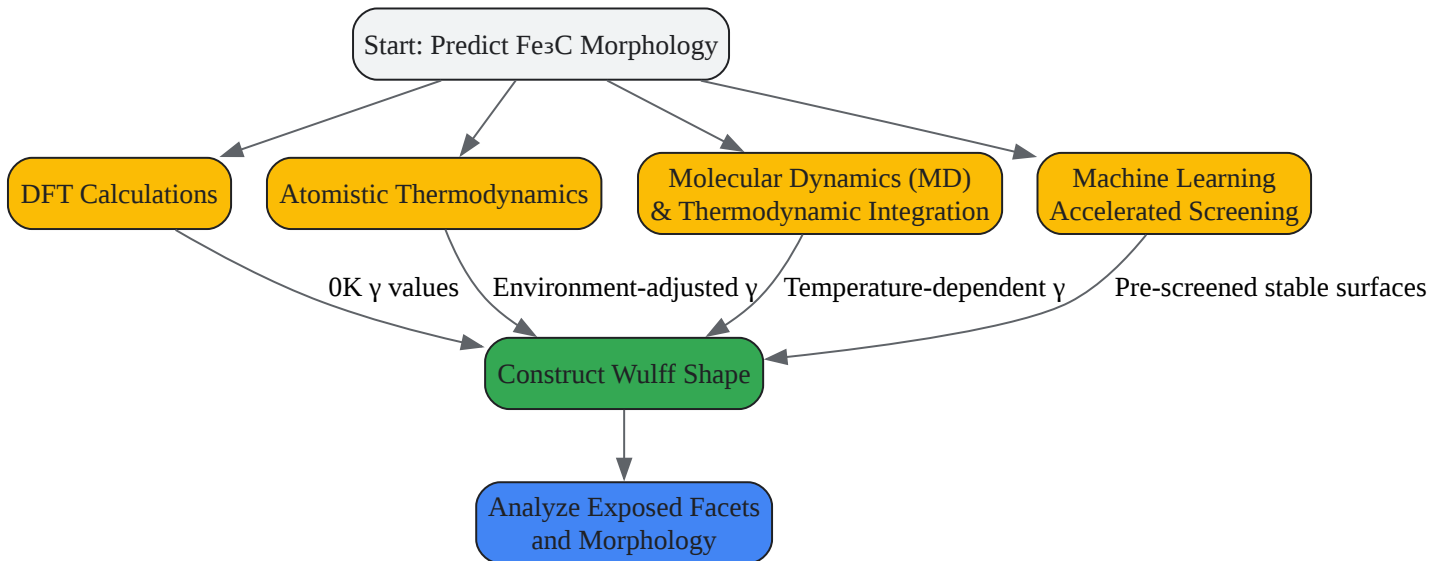 Start: Predict Fe₃C Morphology
DFT Calculations
Atomistic Thermodynamics
Molecular Dynamics (MD)
& Thermodynamic Integration
Machine Learning
Accelerated Screening
0K γ values
Environment-adjusted γ
Temperature-dependent γ
Pre-screened stable surfaces
Construct Wulff Shape
Analyze Exposed Facets
and Morphology